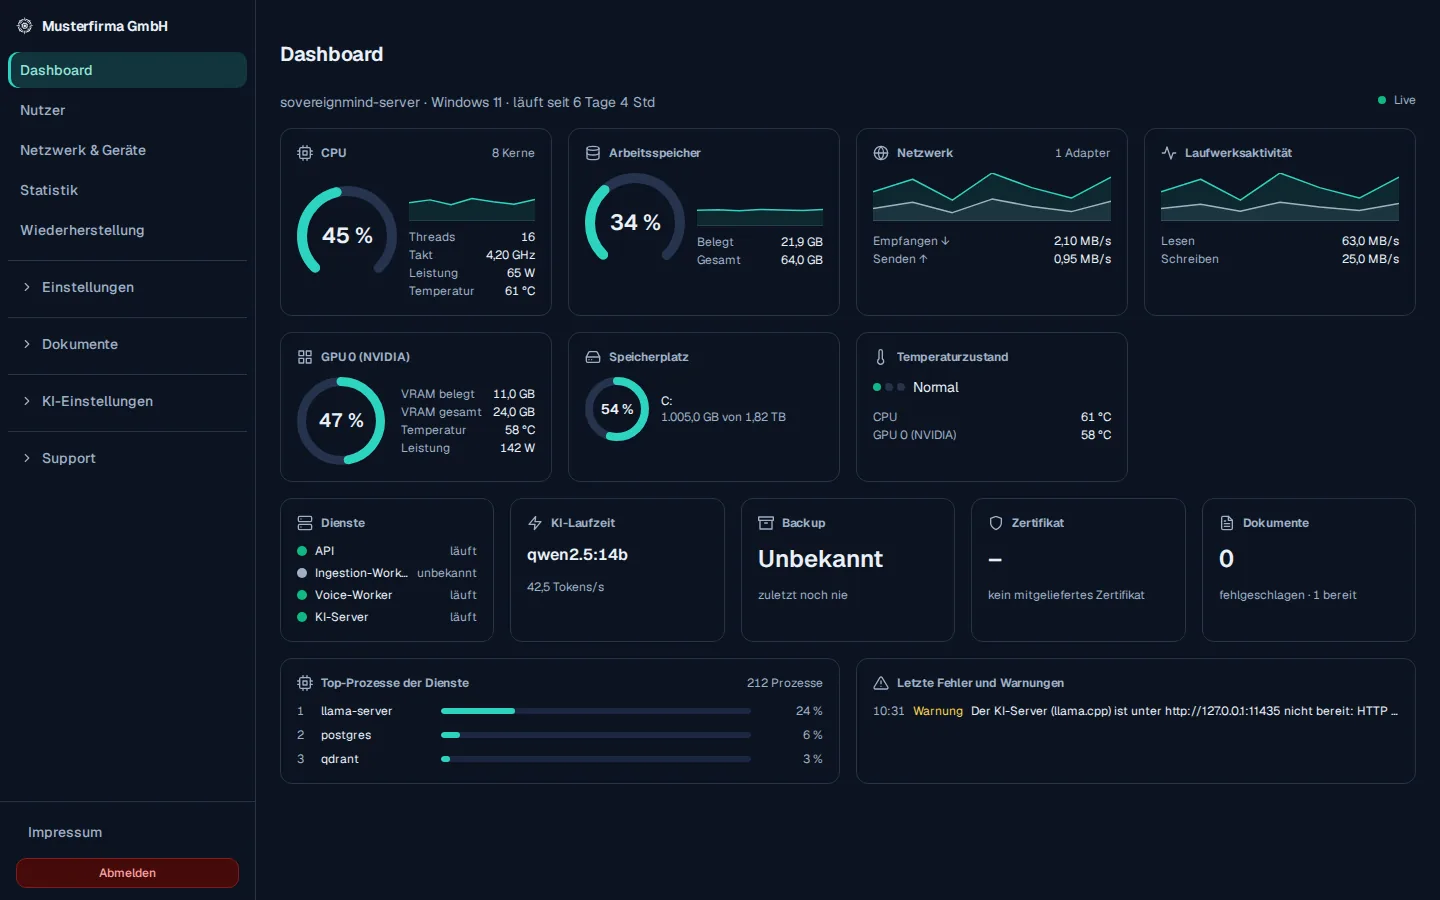 Musterfirma GmbH
Dashboard
Nutzer
Netzwerk & Geräte
Statistik
Wiederherstellung
Einstellungen
Dokumente
KI-Einstellungen
Support
Impressum
Abmelden
Dashboard
sovereignmind-server · Windows 11 · läuft seit 6 Tage 4 Std
Live
CPU 8 Kerne
45 %
Threads 16
Takt 4,20 GHz
Leistung 65 W
Temperatur 61 °C
Arbeitsspeicher
34 %
Belegt 21,9 GB
Gesamt 64,0 GB
Netzwerk 1 Adapter
Empfangen ↓ 2,10 MB/s
Senden ↑ 0,95 MB/s
Laufwerksaktivität
Lesen 63,0 MB/s
Schreiben 25,0 MB/s
GPU 0 (NVIDIA)
47 %
VRAM belegt 11,0 GB
VRAM gesamt 24,0 GB
Temperatur 58 °C
Leistung 142 W
Speicherplatz
54 %
C:
1.005,0 GB von 1,82 TB
Temperaturzustand
Normal
CPU 61 °C
GPU 0 (NVIDIA) 58 °C
Dienste
API läuft
Ingestion-Work… unbekannt
Voice-Worker läuft
KI-Server läuft
KI-Laufzeit
qwen2.5:14b
42,5 Tokens/s
Backup
Unbekannt
zuletzt noch nie
Zertifikat
–
kein mitgeliefertes Zertifikat
Dokumente
0
fehlgeschlagen · 1 bereit
Top-Prozesse der Dienste 212 Prozesse
1 llama-server 24 %
2 postgres 6 %
3 qdrant 3 %
Letzte Fehler und Warnungen
10:31 Warnung Der KI-Server (llama.cpp) ist unter http://127.0.0.1:11435 nicht bereit: HTTP …